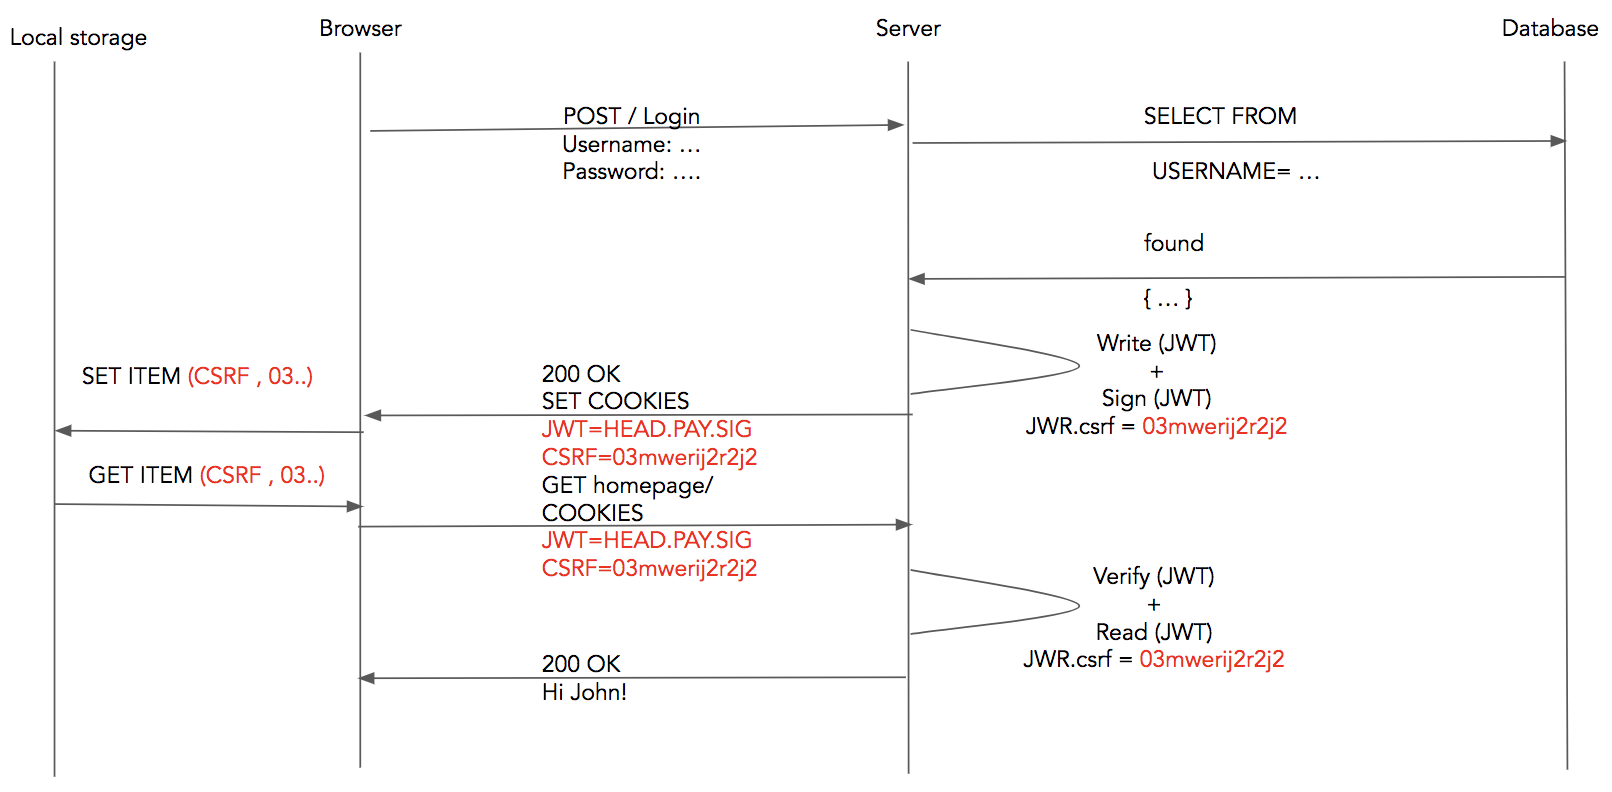 Local storage
Browser
Server
Database
POST / Login
Username: …
Password: ….
SELECT FROM
USERNAME= …
found
{ … }
Write (JWT)
+
Sign (JWT)
JWR.csrf = 03mwerij2r2j2
SET ITEM (CSRF , 03..)
200 OK
SET COOKIES
JWT=HEAD.PAY.SIG
CSRF=03mwerij2r2j2
GET ITEM (CSRF , 03..)
GET homepage/
COOKIES
JWT=HEAD.PAY.SIG
CSRF=03mwerij2r2j2
Verify (JWT)
+
Read (JWT)
JWR.csrf = 03mwerij2r2j2
200 OK
Hi John!